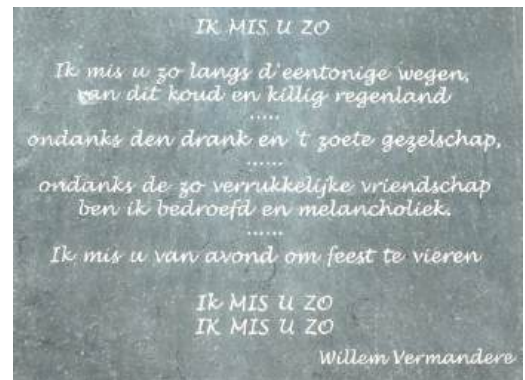 IK MIS U ZO
Ik mis u zo langs d'eentonige wegen,
van dit koud en killig regenland
.....
ondanks den drank en 't zoete gezelschap,
......
ondanks de zo verrukkelijke vriendschap
ben ik bedroefd en melancholiek.
......
Ik mis u van avond om feest te vieren
Ik MIS U ZO
IK MIS U ZO
Willem Vermandere